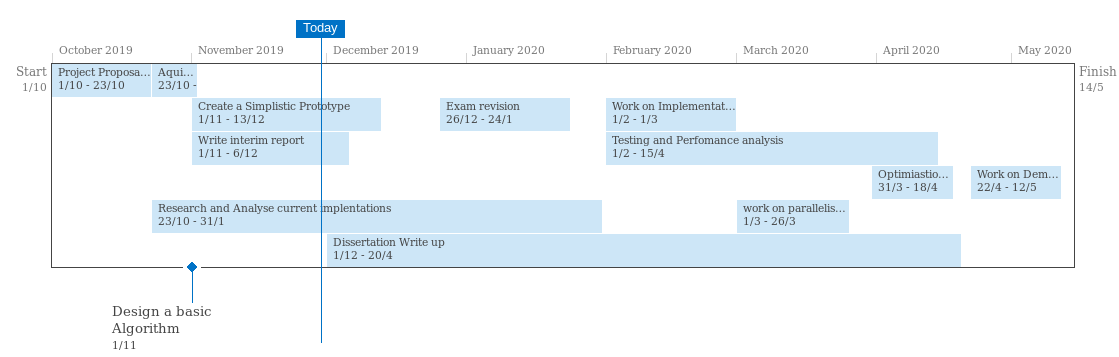 Today
October 2019
November 2019
December 2019
January 2020
February 2020
March 2020
April 2020
May 2020
Start
1/10
Finish
14/5
Project Proposa...
1/10 - 23/10
Aqui...
23/10 -
Create a Simplistic Prototype
1/11 - 13/12
Exam revision
26/12 - 24/1
Work on Implementat...
1/2 - 1/3
Write interim report
1/11 - 6/12
Testing and Perfomance analysis
1/2 - 15/4
Optimiastio...
31/3 - 18/4
Work on Dem...
22/4 - 12/5
Research and Analyse current implentations
23/10 - 31/1
work on parallelis...
1/3 - 26/3
Dissertation Write up
1/12 - 20/4
Design a basic
Algorithm
1/11